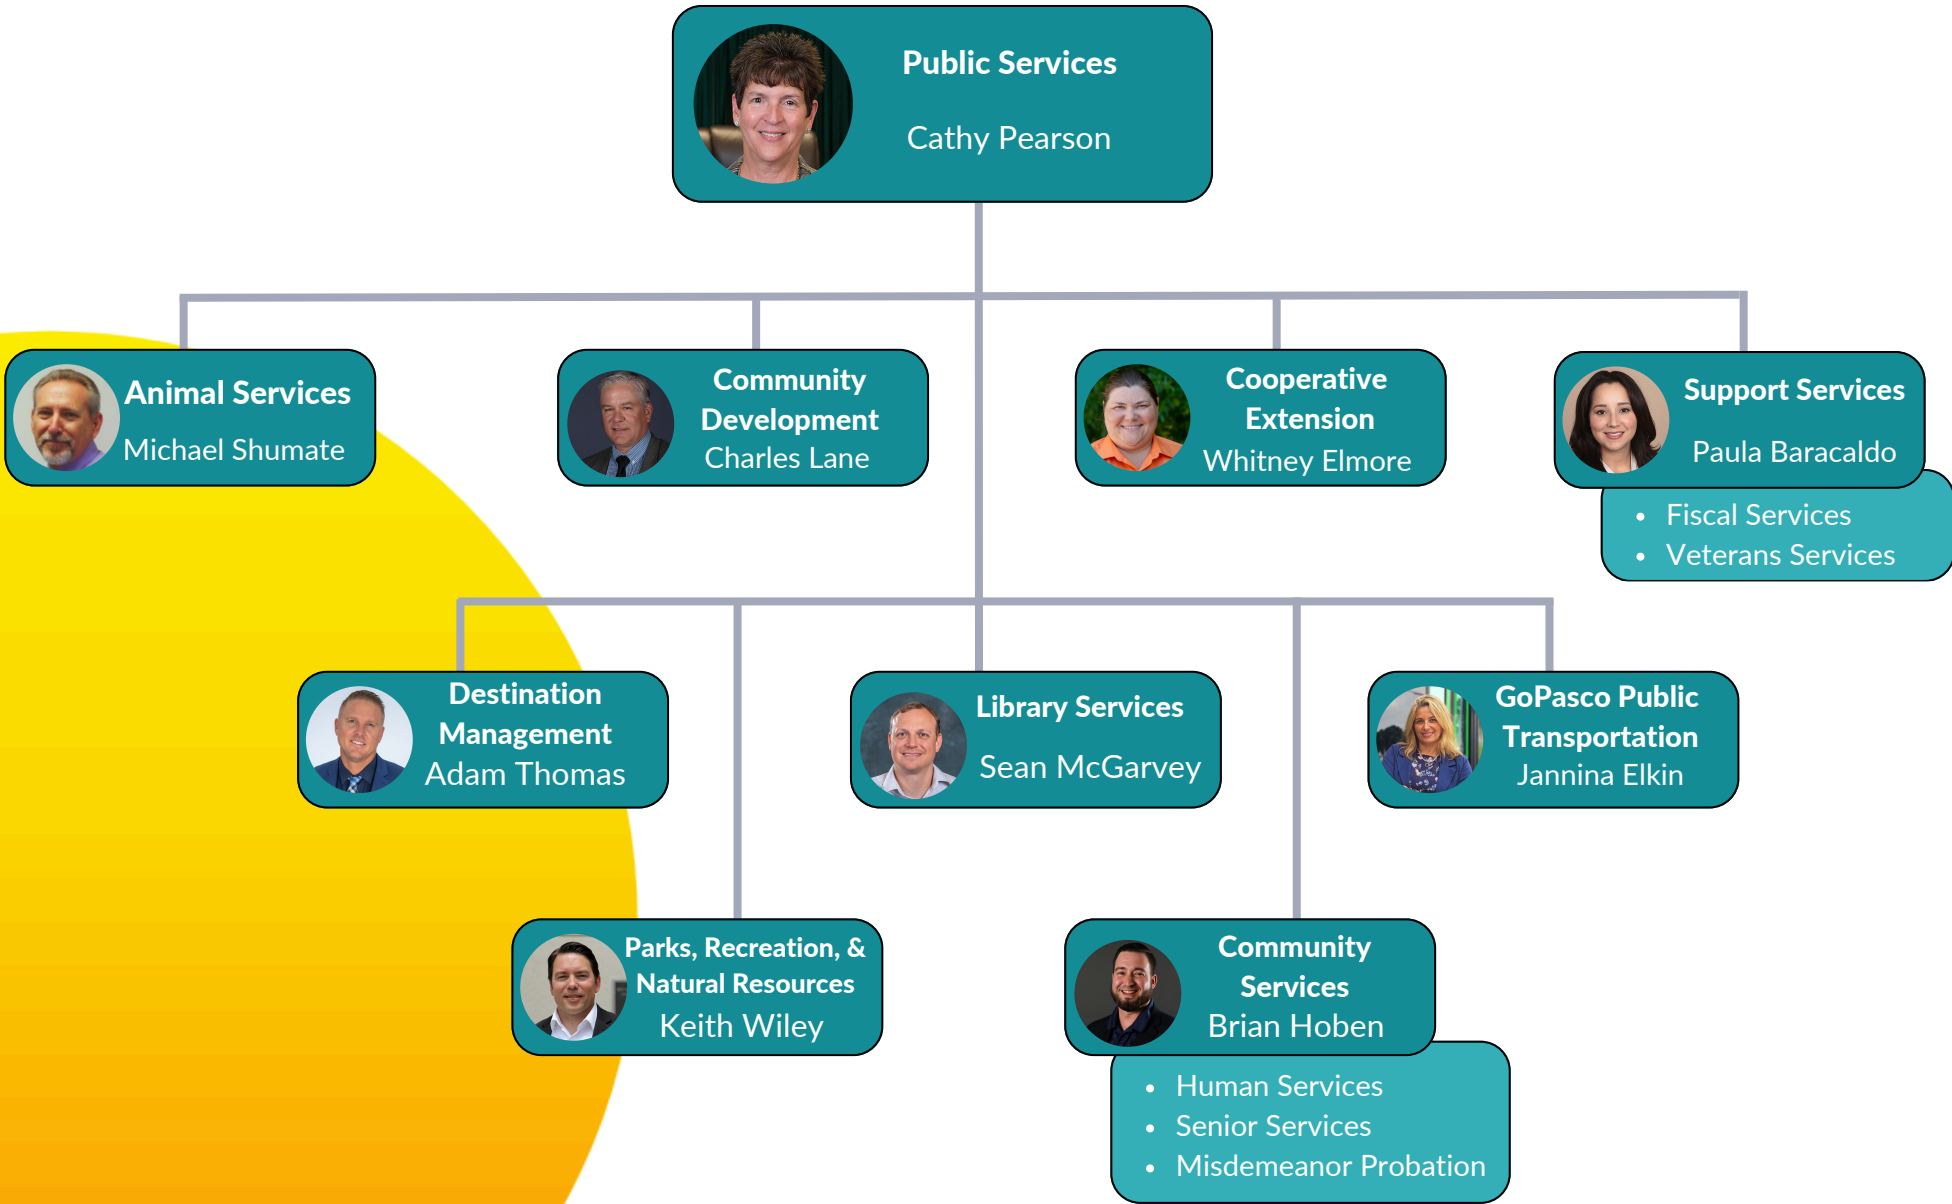 Public Services
Cathy Pearson
Animal Services
Michael Shumate
Community
Development
Charles Lane
Cooperative
Extension
Whitney Elmore
Support Services
Paula Baracaldo
• Fiscal Services
• Veterans Services
Destination
Management
Adam Thomas
Library Services
Sean McGarvey
GoPasco Public
Transportation
Jannina Elkin
Parks, Recreation, &
Natural Resources
Keith Wiley
Community
Services
Brian Hoben
• Human Services
• Senior Services
• Misdemeanor Probation